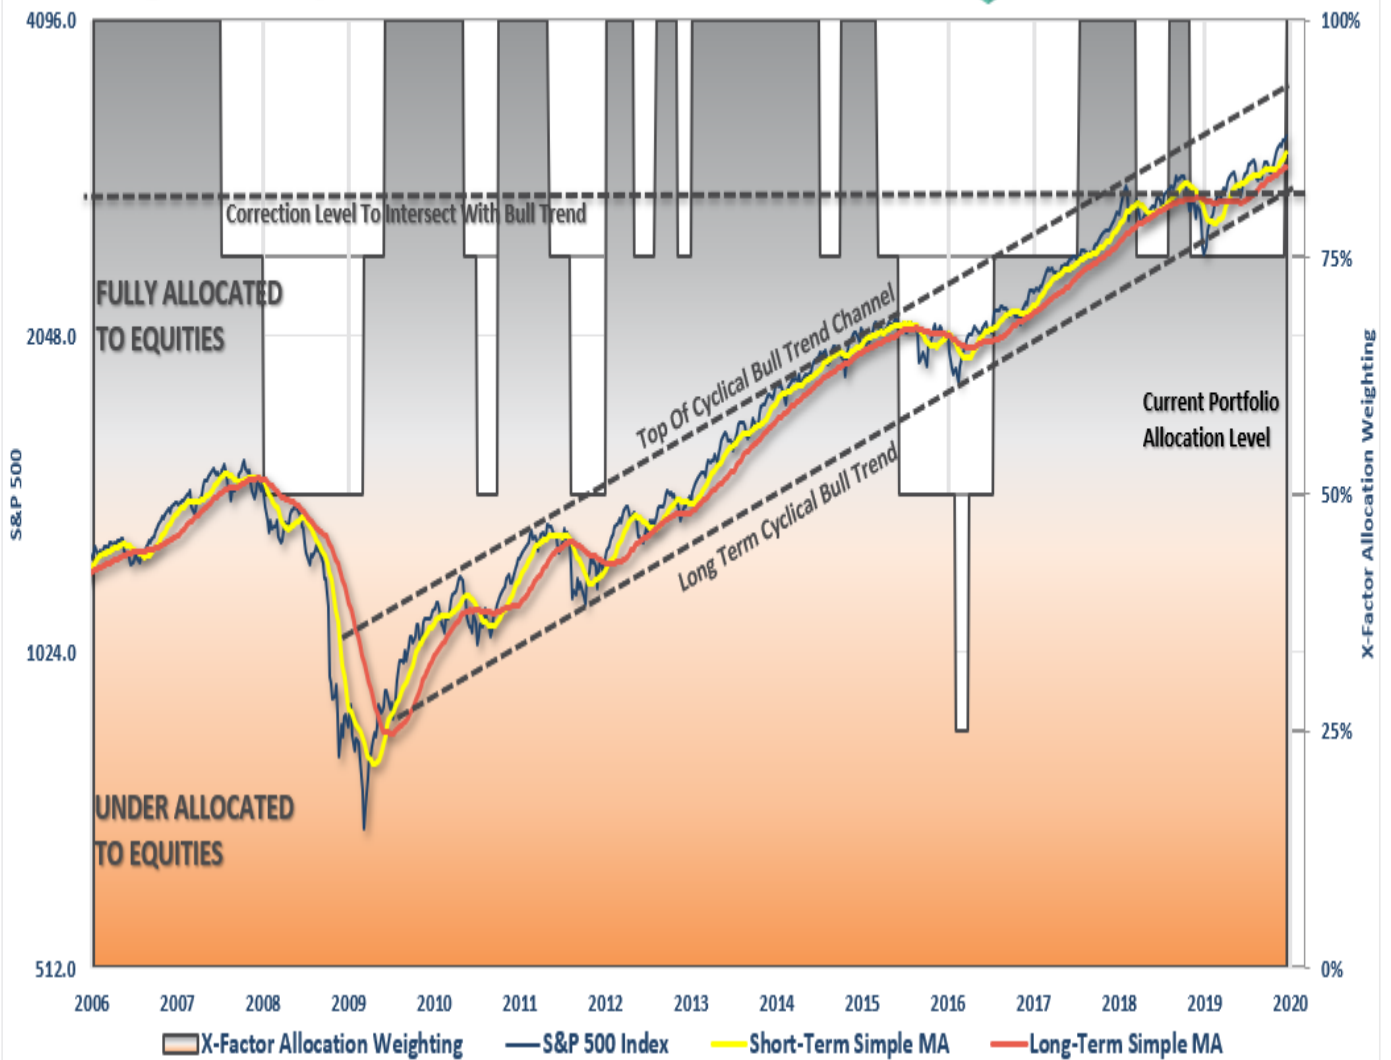 4096.0
100%
Correction Level To Intersect With Bull Trend
75%
FULLY ALLOCATED
TO EQUITIES
2048.0
Top Of Cyclical Bull Trend Channel
Long Term Cyclical Bull Trend
Current Portfolio
Allocation Level
S&P 500
X-Factor Allocation Weighting
50%
1024.0
25%
UNDER ALLOCATED
TO EQUITIES
512.0
0%
2006 2007 2008 2009 2010 2011 2012 2013 2014 2015 2016 2017 2018 2019 2020
X-Factor Allocation Weighting S&P 500 Index Short-Term Simple MA Long-Term Simple MA